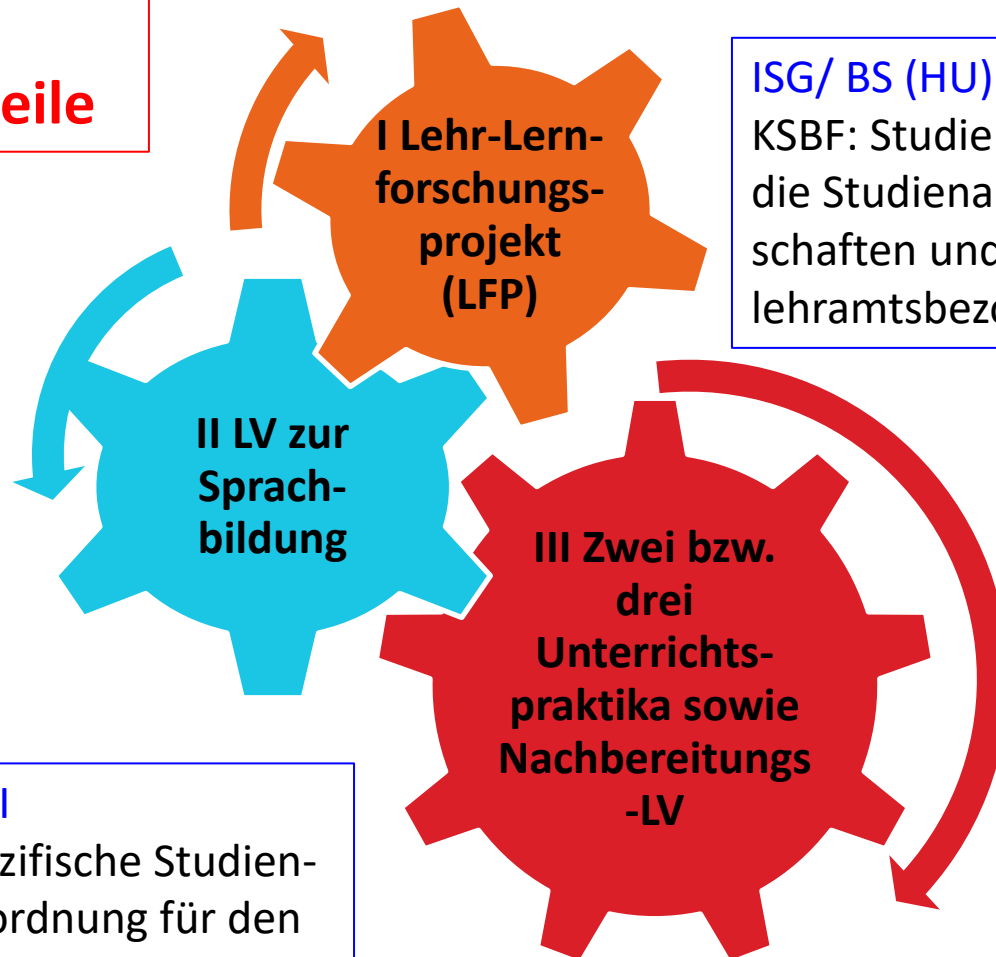 eile
I Lehr-Lern-
forschungs-
projekt
(LFP)
ISG/ BS (HU)
KSBF: Studie
die Studiena
schaften und
lehramtsbezo
II LV zur
Sprach-
bildung
III Zwei bzw.
drei
Unterrichts-
praktika sowie
Nachbereitungs
-LV
I
zifische Studien-
ordnung für den